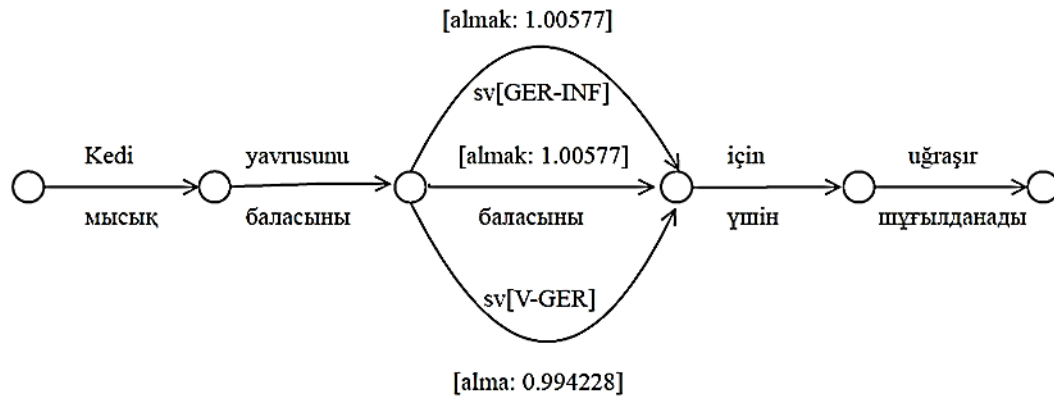 [almak: 1.00577]
sv[GER-INF]
Kedi yavrusunu [almak: 1.00577] için uğraşır
мысық баласыны баласыны үшін шұғылданады
sv[V-GER]
[alma: 0.994228]